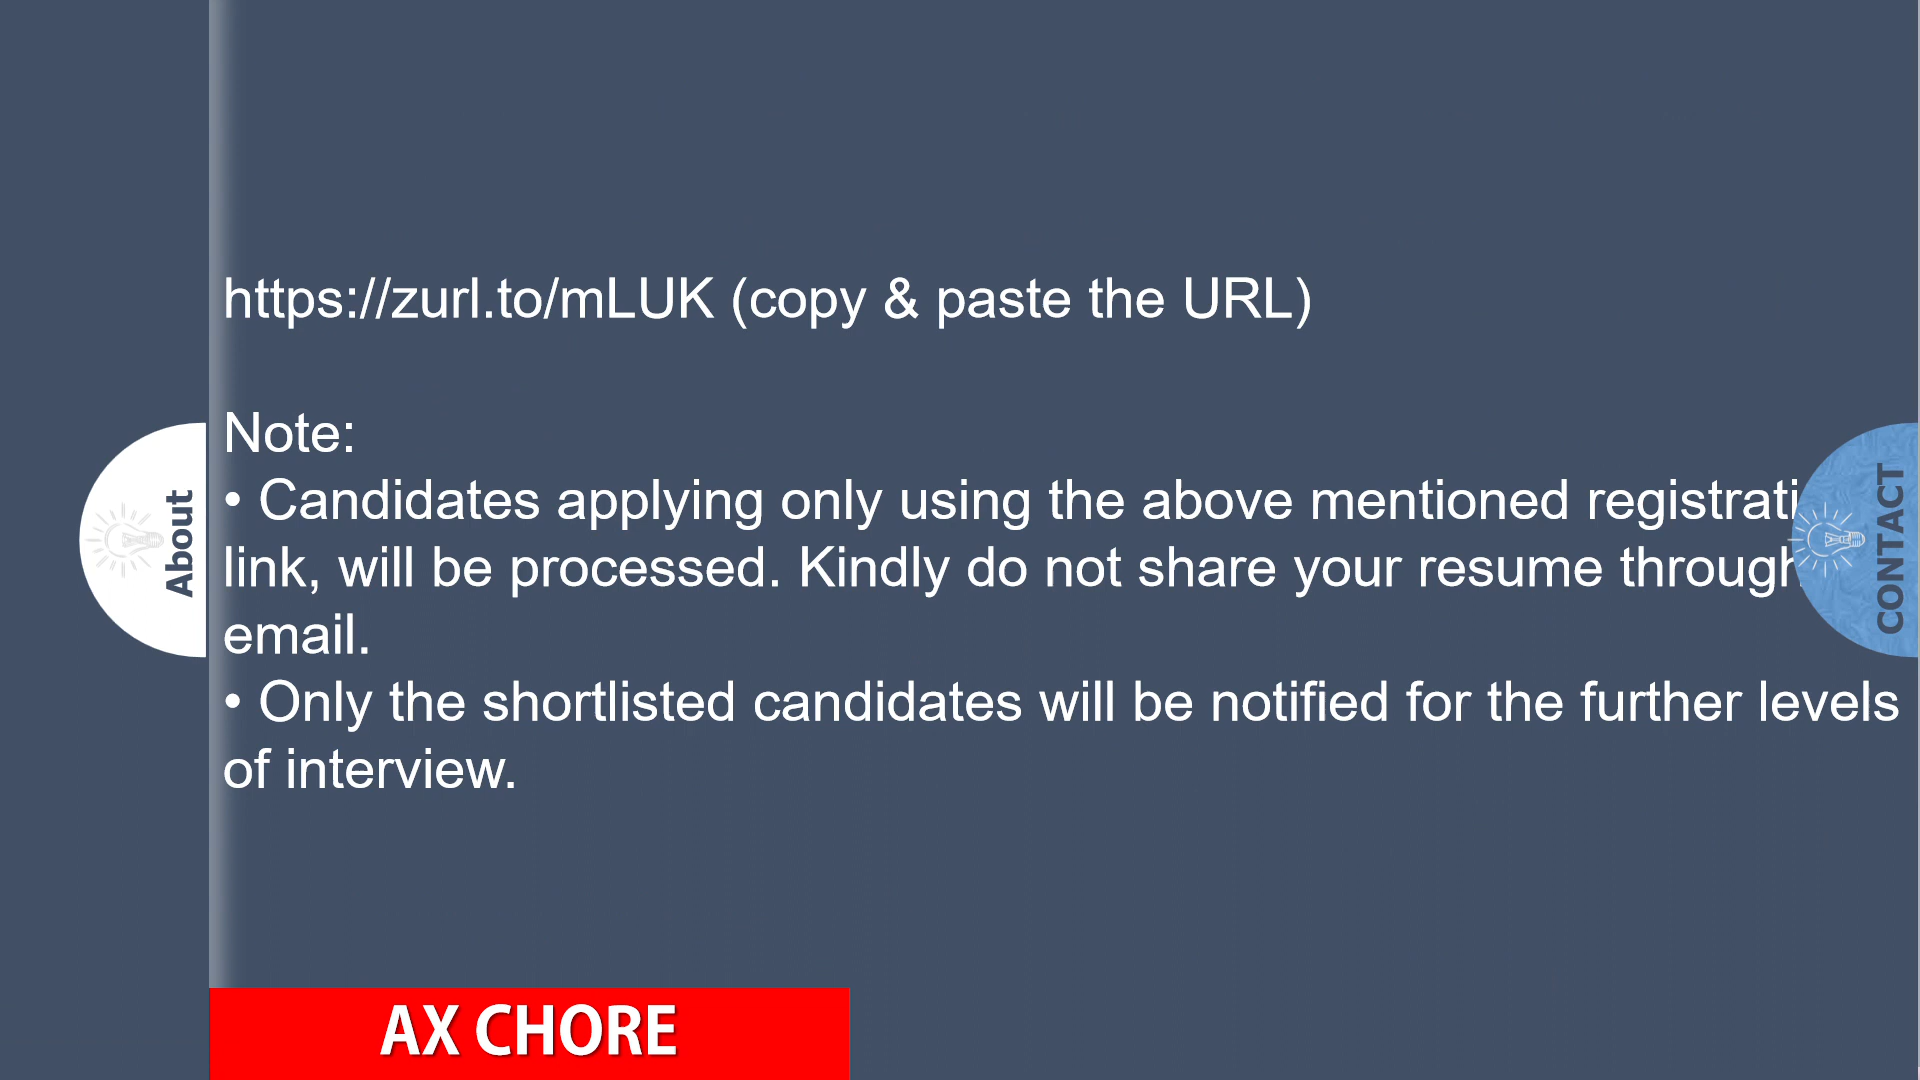 https://zurl.to/mLUK (copy & paste the URL)
Note:
• Candidates applying only using the above mentioned registrati
link, will be processed. Kindly do not share your resume through
email.
• Only the shortlisted candidates will be notified for the further levels
of interview.
About
CONTACT
AX CHORE